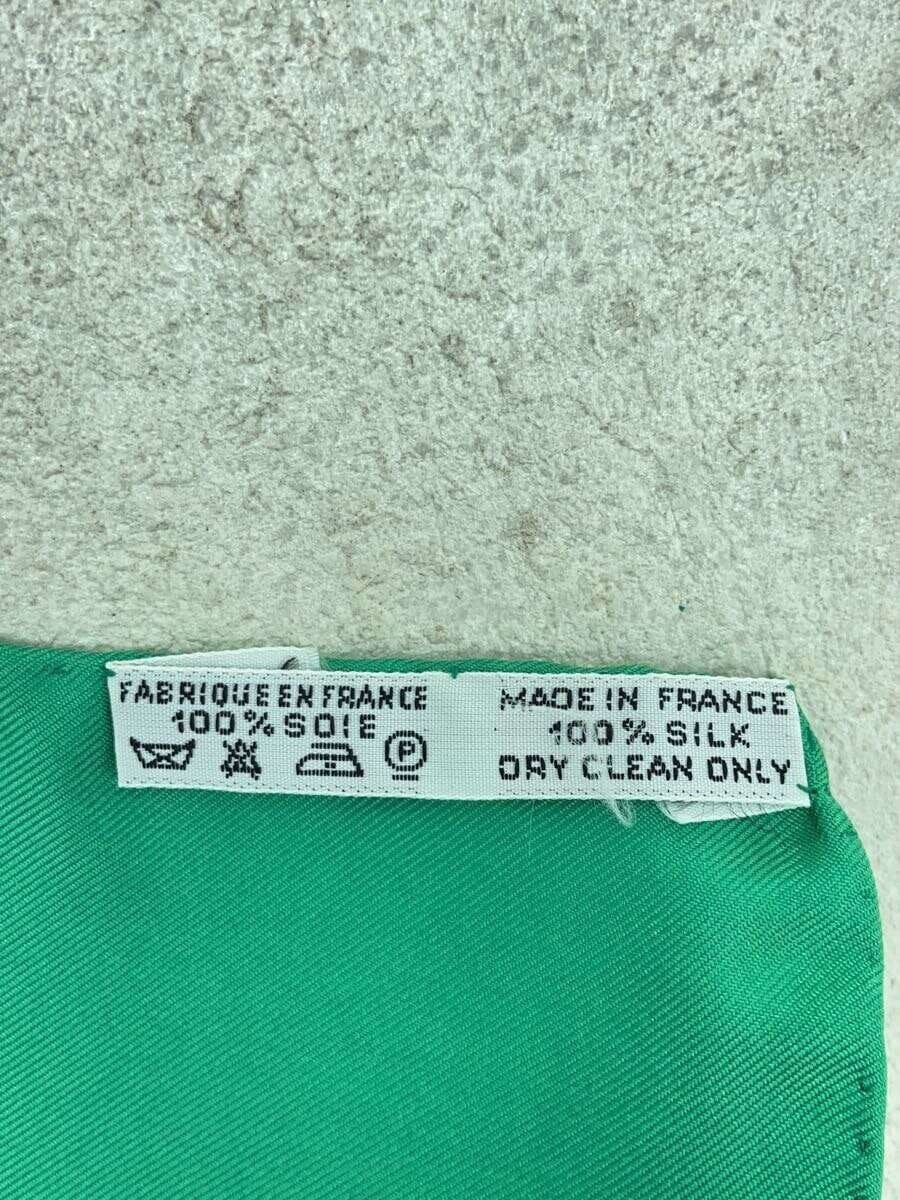 FABRIQUE EN FRANCE
100% SOIE
P
MADE IN FRANCE
100% SILK
DRY CLEAN ONLY